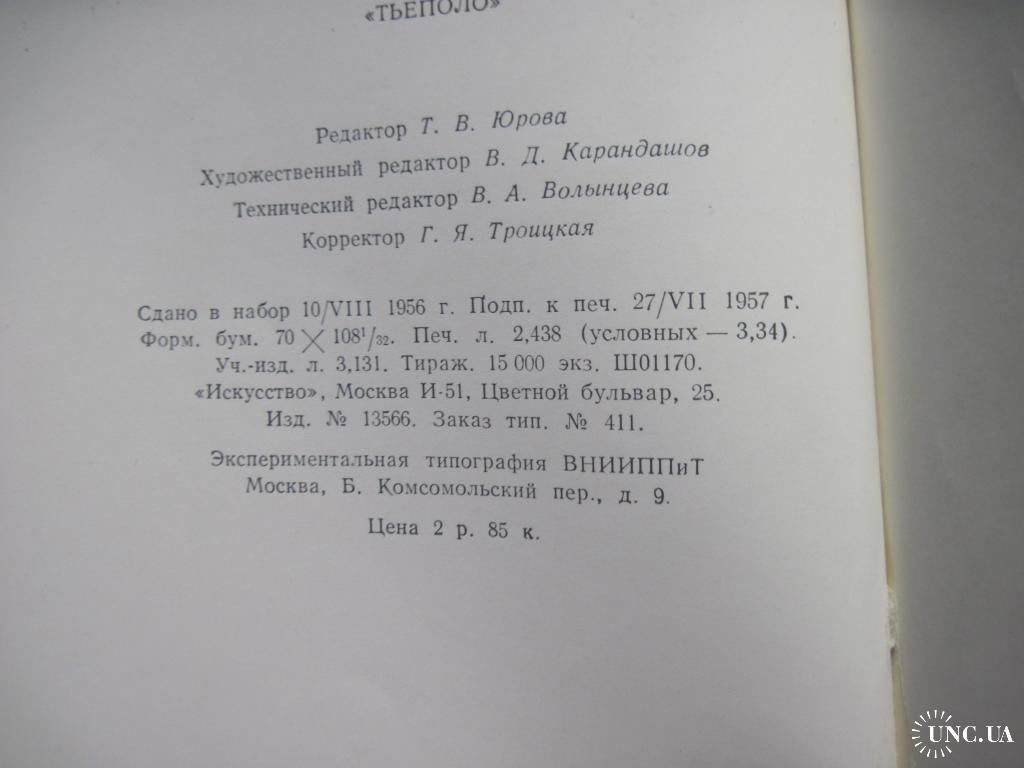 «ТЬЕПОЛО»
Редактор Т. В. Юрова
Художественный редактор В. Д. Карандашов
Технический редактор В. А. Волынцева
Корректор Г. Я. Троицкая
Сдано в набор 10/VIII 1956 г. Подп. к печ. 27/VII 1957 г.
Форм. бум. 70 × 108¹/₃₂. Печ. л. 2,438 (условных — 3,34).
Уч.-изд. л. 3,131. Тираж. 15 000 экз. Ш01170.
«Искусство», Москва И-51, Цветной бульвар, 25.
Изд. № 13566. Заказ тип. № 411.
Экспериментальная типография ВНИИППиТ
Москва, Б. Комсомольский пер., д. 9.
Цена 2 р. 85 к.
UNC.UA